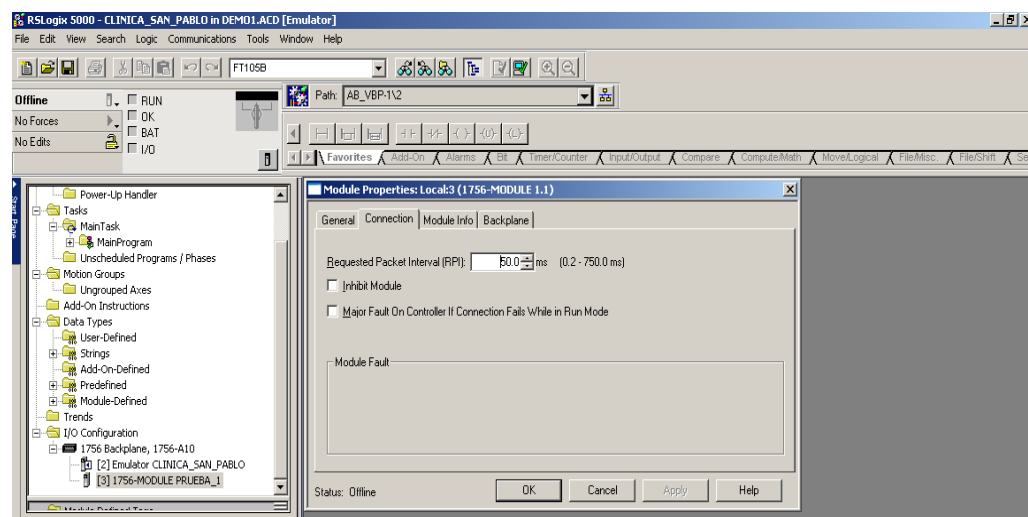 RSLogix 5000 - CLINICA_SAN_PABLO in DEMO1.ACD [Emulator]
File Edit View Search Logic Communications Tools Window Help
FT105B
Offline
RUN
No Forces
OK
No Edits
BAT
I/O
Path: AB_VBP-1\2
Favorites Add-On Alarms Bit Timer/Counter Input/Output Compare Compute/Math Move/Logical File/Misc. File/Shift
Power-Up Handler
Tasks
MainTask
MainProgram
Unscheduled Programs / Phases
Motion Groups
Ungrouped Axes
Add-On Instructions
Data Types
User-Defined
Strings
Add-On-Defined
Predefined
Module-Defined
Trends
I/O Configuration
1756 Backplane, 1756-A10
[2] Emulator CLINICA_SAN_PABLO
[3] 1756-MODULE PRUEBA_1
Module Properties: Local:3 (1756-MODULE 1.1)
General Connection Module Info Backplane
Requested Packet Interval (RPI): 50.0 ms (0.2 - 750.0 ms)
Inhibit Module
Major Fault On Controller If Connection Fails While in Run Mode
Module Fault
Status: Offline
OK Cancel Apply Help